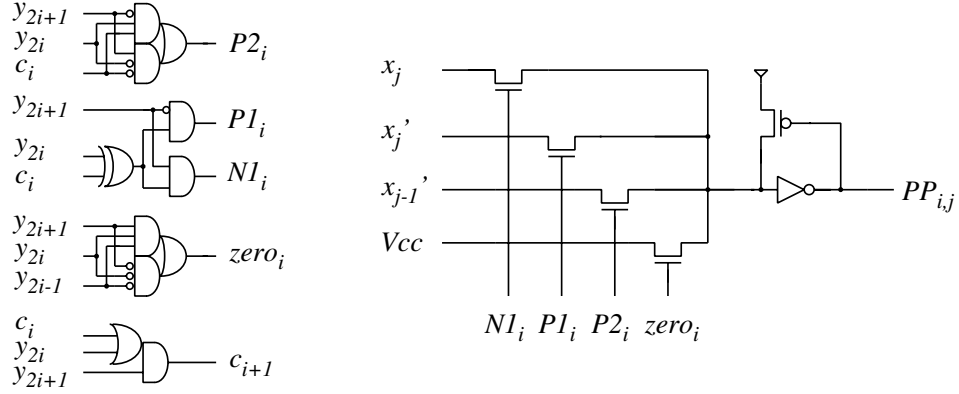 y2i+1
y2i
ci
P2i
y2i+1
P1i
y2i
ci
N1i
y2i+1
y2i
zeroi
y2i-1
ci
y2i
ci+1
y2i+1
xj
xj'
xj-1'
PPi,j
Vcc
N1i P1i P2i zeroi